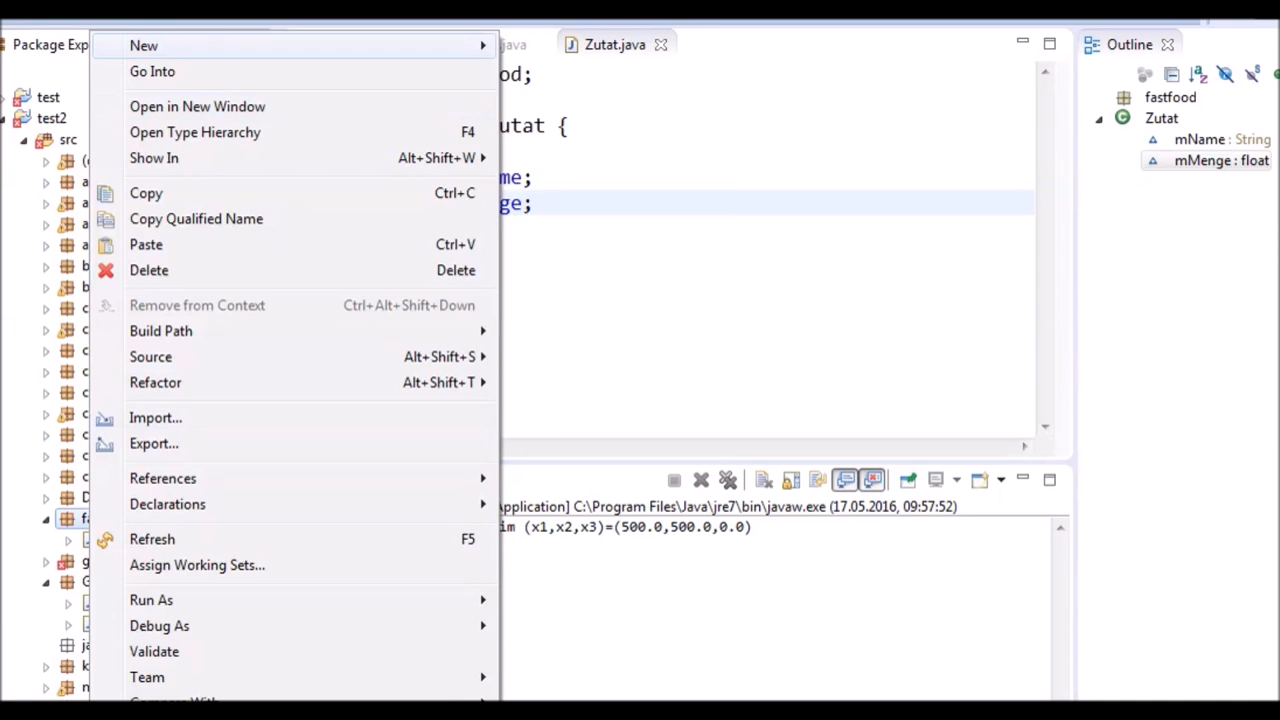 Package Exp
test
test2
src
New
Go Into
Open in New Window
Open Type Hierarchy F4
Show In Alt+Shift+W
Copy Ctrl+C
Copy Qualified Name
Paste Ctrl+V
Delete Delete
Remove from Context Ctrl+Alt+Shift+Down
Build Path
Source Alt+Shift+S
Refactor Alt+Shift+T
Import...
Export...
References
Declarations
Refresh F5
Assign Working Sets...
Run As
Debug As
Validate
Team
Compare With
java Zutat.java
od;
utat {
me;
ge;
pplication] C:\Program Files\Java\jre7\bin\javaw.exe (17.05.2016, 09:57:52)
im (x1,x2,x3)=(500.0,500.0,0.0)
Outline
fastfood
Zutat
mName : String
mMenge : float